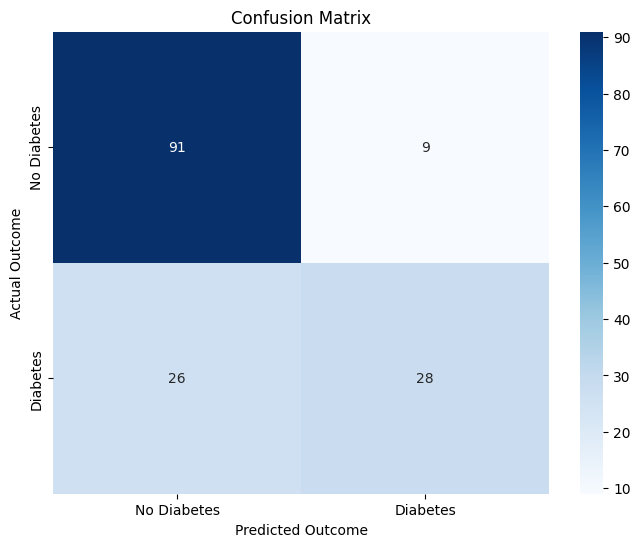 Confusion Matrix
Actual Outcome
No Diabetes
Diabetes
91
9
26
28
No Diabetes
Diabetes
Predicted Outcome
90
80
70
60
50
40
30
20
10